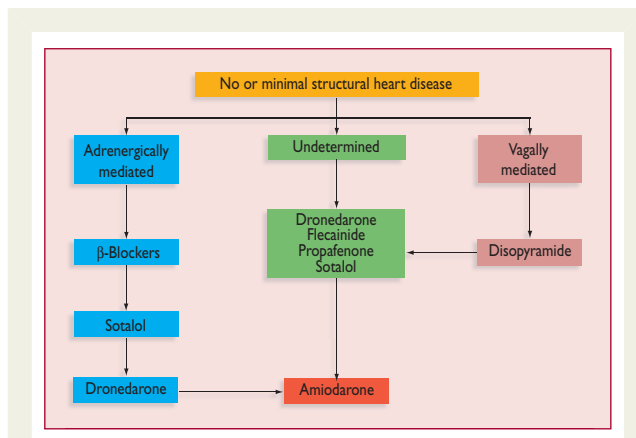 No or minimal structural heart disease
Adrenergically
mediated
Undetermined
Vagally
mediated
β-Blockers
Dronedarone
Flecainide
Propafenone
Sotalol
Disopyramide
Sotalol
Dronedarone
Amiodarone